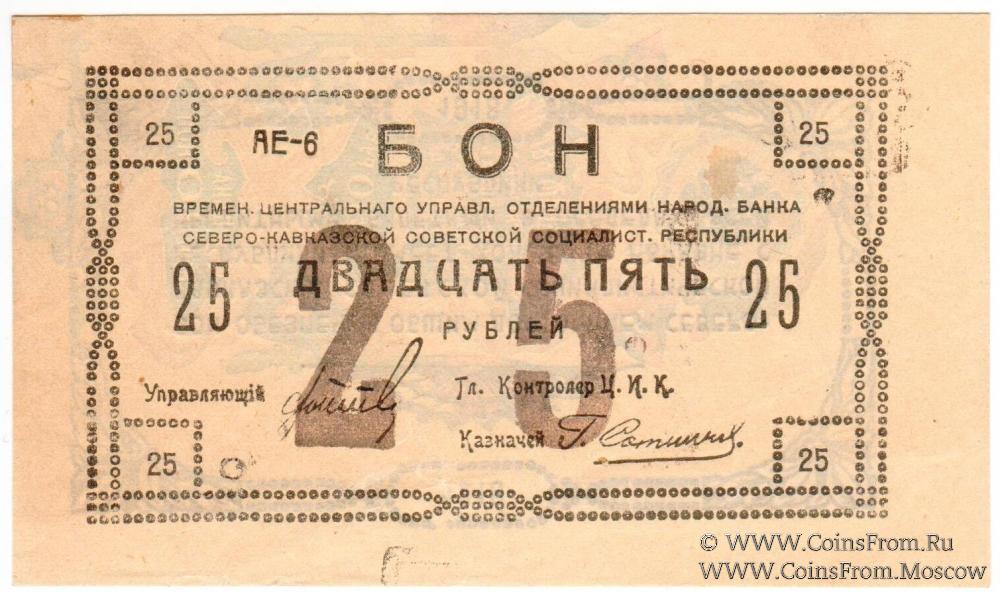 25 АЕ-6 БОН 25
ВРЕМЕН. ЦЕНТРАЛЬНАГО УПРАВЛ. ОТДЕЛЕНИЯМИ НАРОД. БАНКА
СЕВЕРО-КАВКАЗСКОЙ СОВЕТСКОЙ СОЦИАЛИСТ. РЕСПУБЛИКИ
25 ДВАДЦАТЬ ПЯТЬ 25
РУБЛЕЙ
25
Управляющій Гл. Контролер Ц. И. К.
Казначей
25 25
© WWW.CoinsFrom.Ru
WWW.CoinsFrom.Moscow